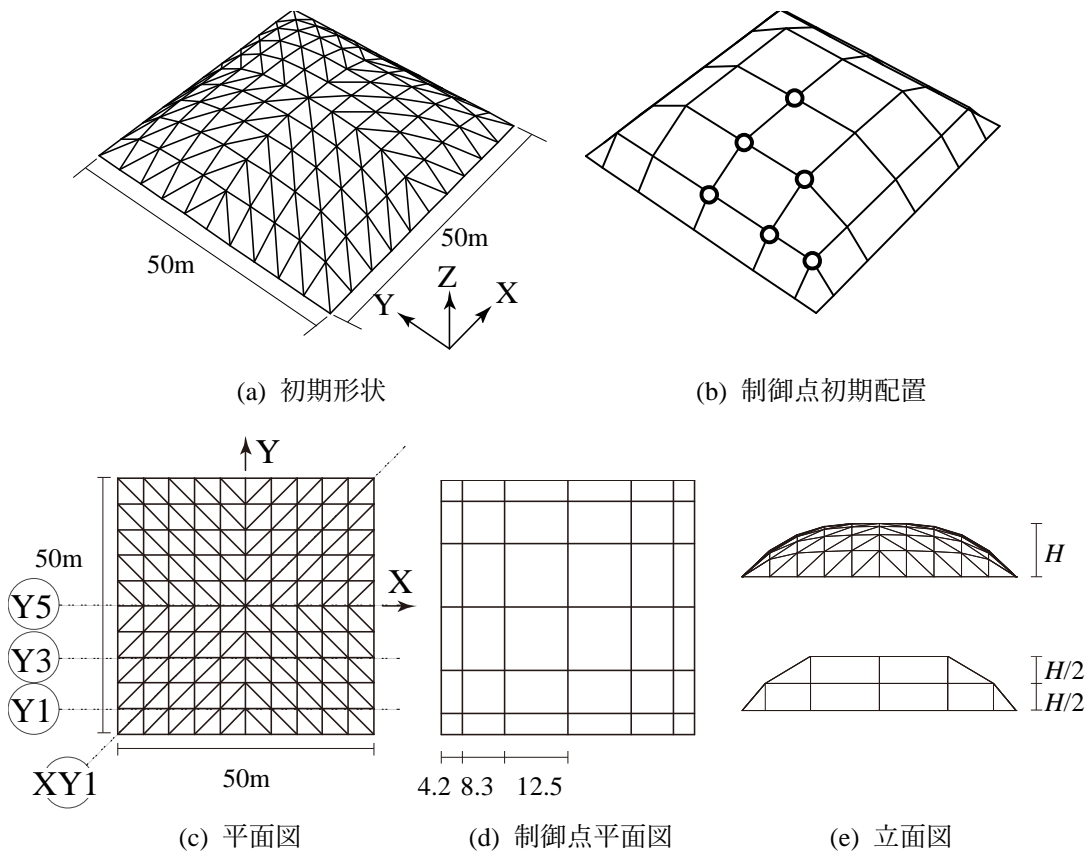 50m
50m
Z
Y
X
(a) 初期形状
(b) 制御点初期配置
Y
50m
X
Y5
Y3
Y1
XY1
50m
4.2 8.3 12.5
H
H/2
H/2
(c) 平面図
(d) 制御点平面図
(e) 立面図